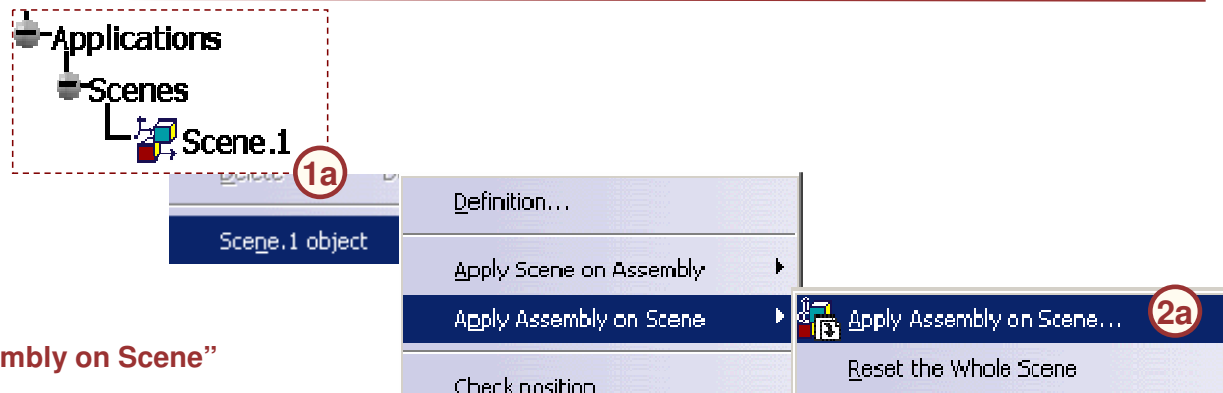 Applications
Scenes
Scene.1
1a
Definition...
Scene.1 object
Apply Scene on Assembly
Apply Assembly on Scene
Apply Assembly on Scene...
2a
mbly on Scene”
Reset the Whole Scene
Check position